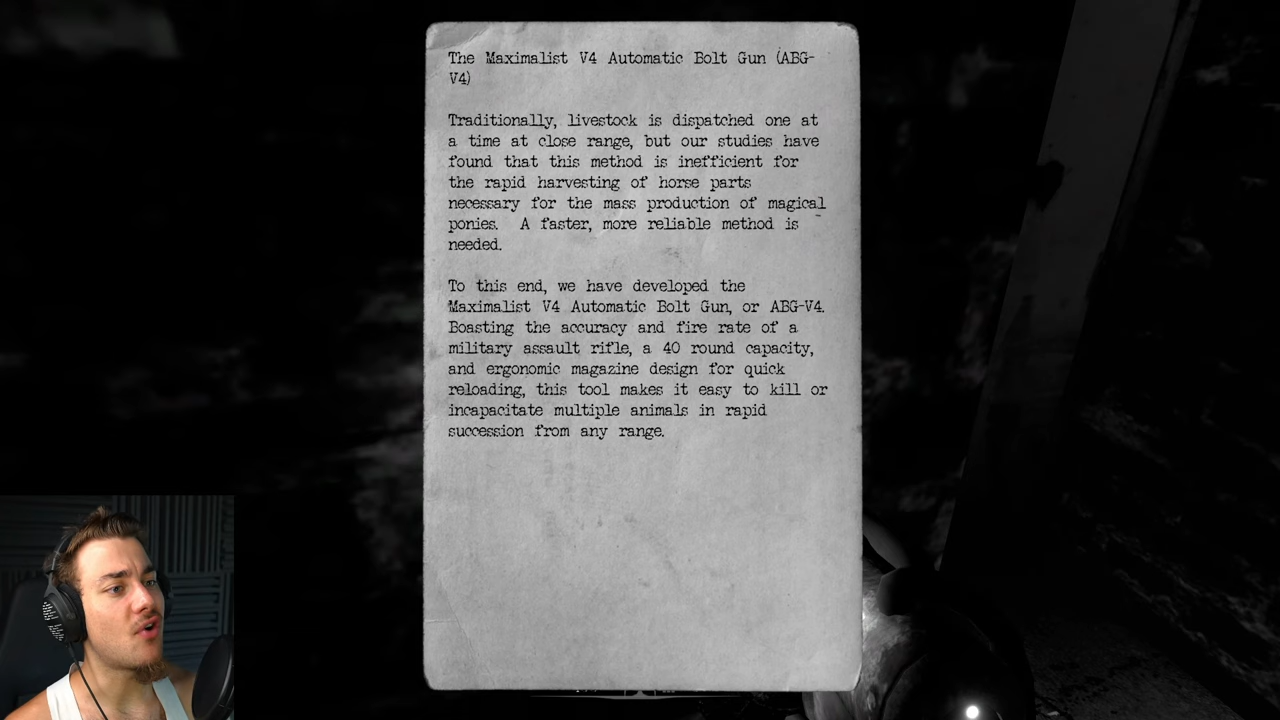 The Maximalist V4 Automatic Bolt Gun (ABG-
V4)
Traditionally, livestock is dispatched one at
a time at close range, but our studies have
found that this method is inefficient for
the rapid harvesting of horse parts
necessary for the mass production of magical
ponies.  A faster, more reliable method is
needed.
To this end, we have developed the
Maximalist V4 Automatic Bolt Gun, or ABG-V4.
Boasting the accuracy and fire rate of a
military assault rifle, a 40 round capacity,
and ergonomic magazine design for quick
reloading, this tool makes it easy to kill or
incapacitate multiple animals in rapid
succession from any range.